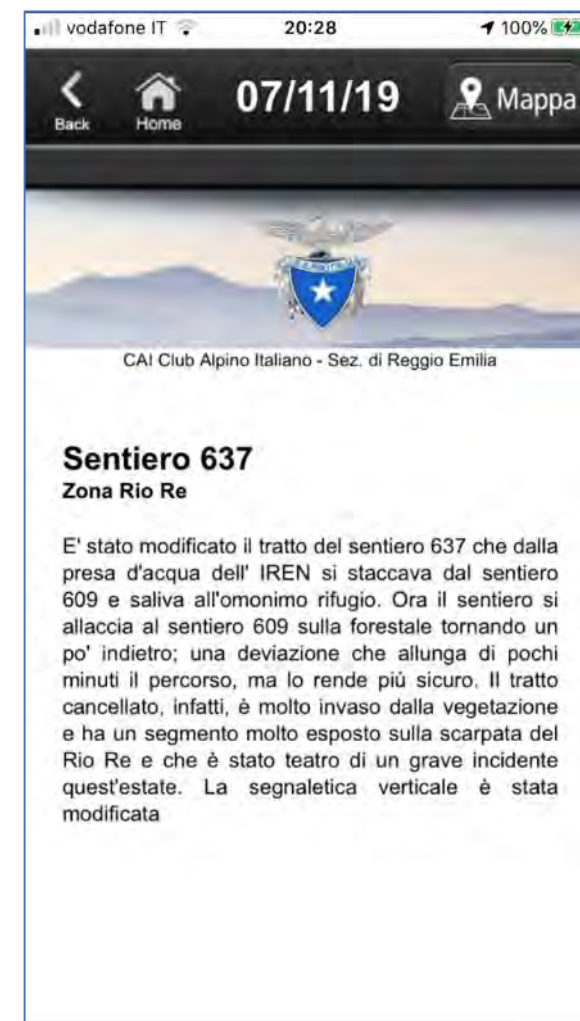 vodafone IT 20:28 100%
Back Home 07/11/19 Mappa
CAI Club Alpino Italiano - Sez. di Reggio Emilia
Sentiero 637
Zona Rio Re
E' stato modificato il tratto del sentiero 637 che dalla
presa d'acqua dell' IREN si staccava dal sentiero
609 e saliva all'omonimo rifugio. Ora il sentiero si
allaccia al sentiero 609 sulla forestale tornando un
po' indietro; una deviazione che allunga di pochi
minuti il percorso, ma lo rende più sicuro. Il tratto
cancellato, infatti, è molto invaso dalla vegetazione
e ha un segmento molto esposto sulla scarpata del
Rio Re e che è stato teatro di un grave incidente
quest'estate. La segnaletica verticale è stata
modificata